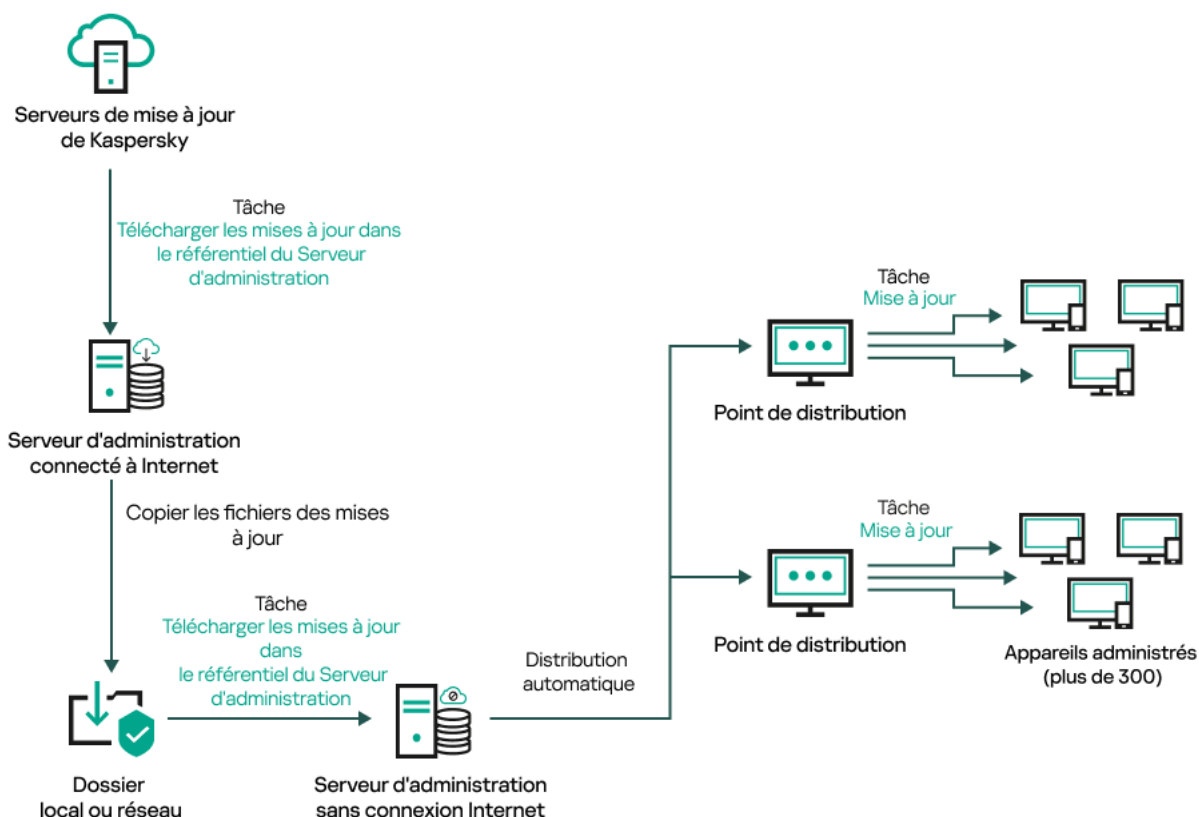 Serveurs de mise à jour
de Kaspersky
Tâche
Télécharger les mises à jour dans
le référentiel du Serveur
d'administration
Serveur d'administration
connecté à Internet
Copier les fichiers des mises
à jour
Tâche
Télécharger les mises à jour
dans
le référentiel du Serveur
d'administration
Dossier
local ou réseau
Serveur d'administration
sans connexion Internet
Distribution
automatique
Tâche
Mise à jour
Point de distribution
Tâche
Mise à jour
Point de distribution
Appareils administrés
(plus de 300)